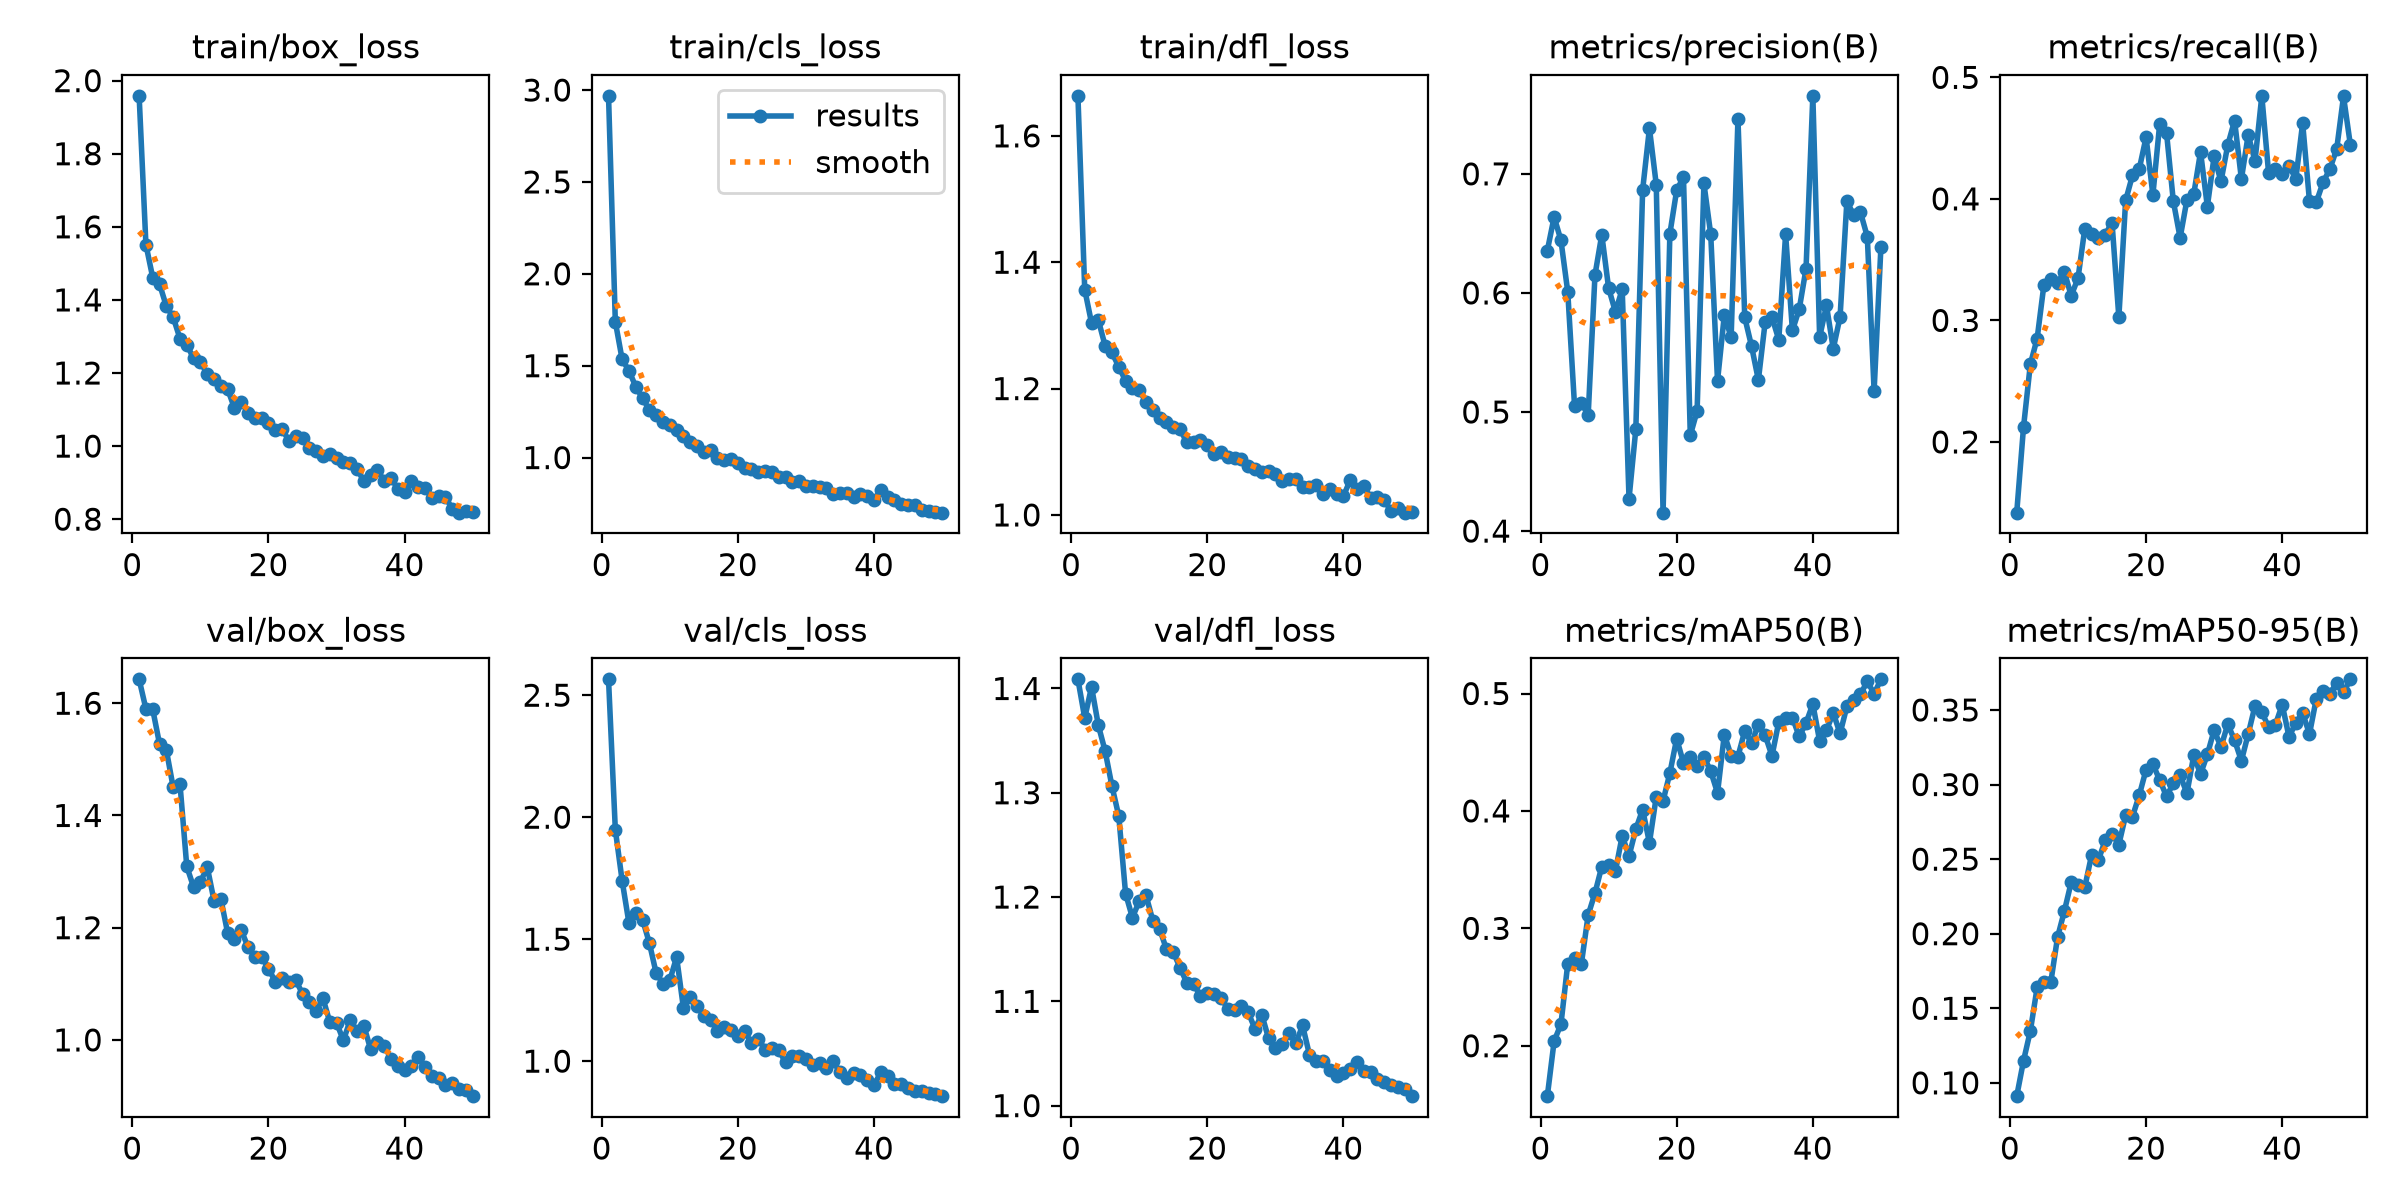 train/box_loss
train/cls_loss
train/dfl_loss
metrics/precision(B)
metrics/recall(B)
2.0
1.8
1.6
1.4
1.2
1.0
0.8
0 20 40
3.0
2.5
2.0
1.5
1.0
results
smooth
0 20 40
1.6
1.4
1.2
1.0
0 20 40
0.7
0.6
0.5
0.4
0 20 40
0.5
0.4
0.3
0.2
0 20 40
val/box_loss
val/cls_loss
val/dfl_loss
metrics/mAP50(B)
metrics/mAP50-95(B)
1.6
1.4
1.2
1.0
0 20 40
2.5
2.0
1.5
1.0
0 20 40
1.4
1.3
1.2
1.1
1.0
0 20 40
0.5
0.4
0.3
0.2
0 20 40
0.35
0.30
0.25
0.20
0.15
0.10
0 20 40